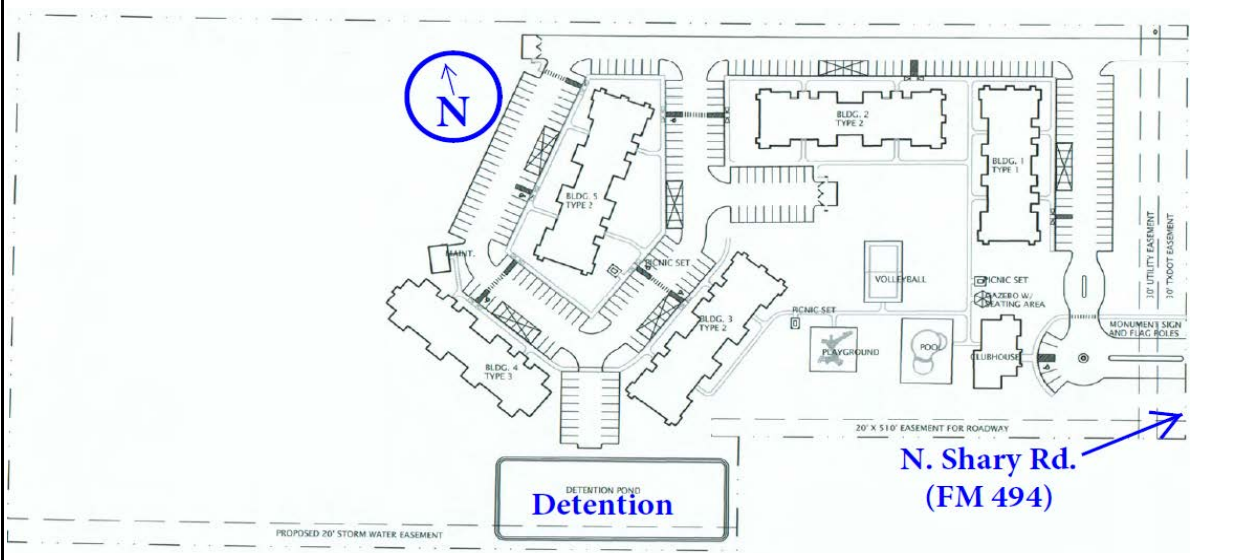 N
BLDG. 2
TYPE 2
BLDG. 1
TYPE 1
BLDG. 5
TYPE 2
MAINT.
PICNIC SET
VOLLEYBALL
PICNIC SET
GAZEBO W/
SEATING AREA
30' UTILITY EASEMENT
30' TXDOT EASEMENT
BLDG. 3
TYPE 2
PICNIC SET
PLAYGROUND
POOL
CLUBHOUSE
MONUMENT SIGN
AND FLAG POLES
BLDG. 4
TYPE 3
20' X 510' EASEMENT FOR ROADWAY
N. Shary Rd.
(FM 494)
DETENTION POND
Detention
PROPOSED 20' STORM WATER EASEMENT